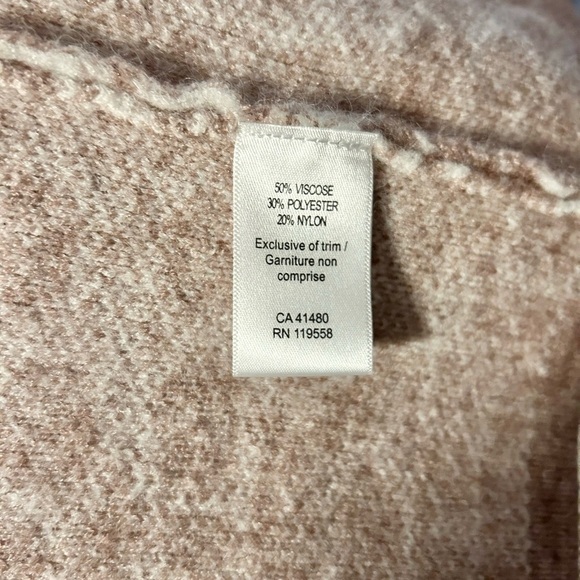 50% VISCOSE
30% POLYESTER
20% NYLON
Exclusive of trim /
Garniture non
comprise
CA 41480
RN 119558